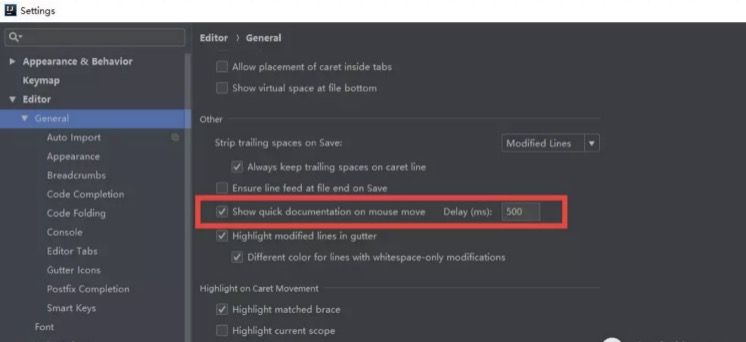 Settings
Editor > General
Appearance & Behavior
Allow placement of caret inside tabs
Keymap
Show virtual space at file bottom
Editor
General
Other
Auto Import
Strip trailing spaces on Save: Modified Lines
Appearance
Always keep trailing spaces on caret line
Breadcrumbs
Ensure line feed at file end on Save
Code Completion
Code Folding
Show quick documentation on mouse move Delay (ms): 500
Console
Highlight modified lines in gutter
Editor Tabs
Different color for lines with whitespace-only modifications
Gutter Icons
Postfix Completion
Highlight on Caret Movement
Smart Keys
Highlight matched brace
Font
Highlight current scope